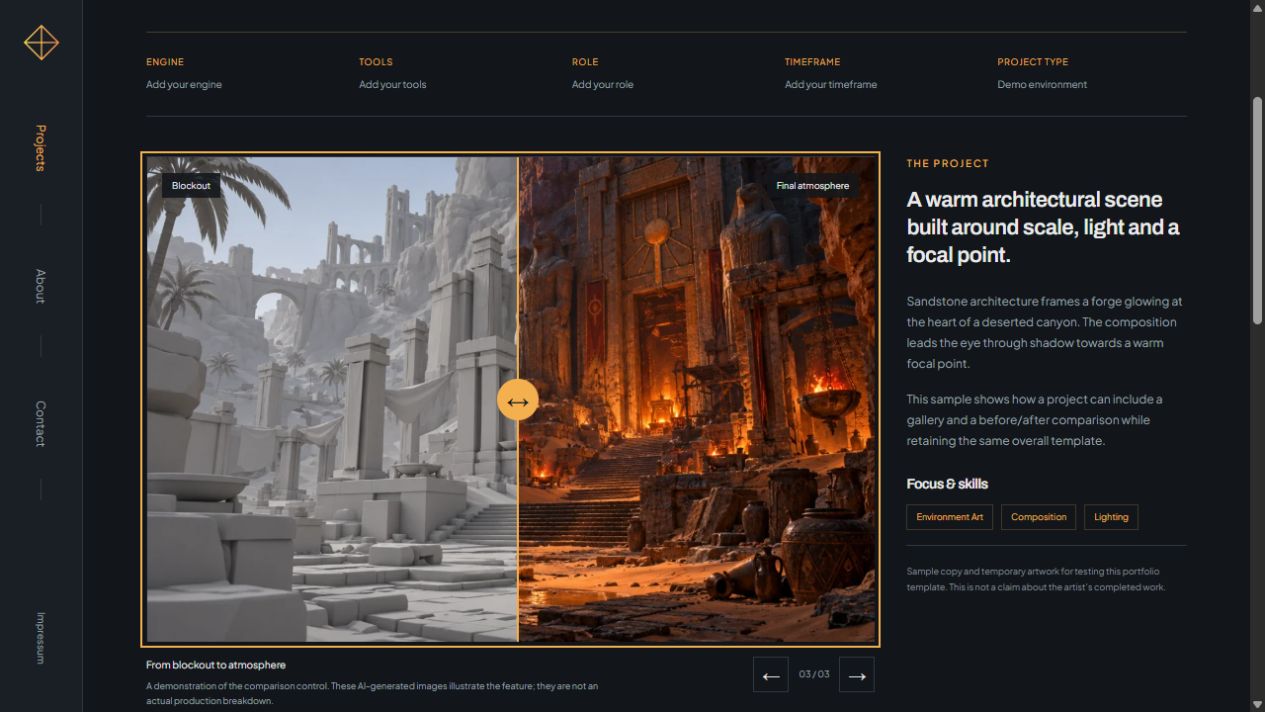 Projects
About
Contact
Impressum
ENGINE
Add your engine
TOOLS
Add your tools
ROLE
Add your role
TIMEFRAME
Add your timeframe
PROJECT TYPE
Demo environment
Blockout
Final atmosphere
From blockout to atmosphere
A demonstration of the comparison control. These AI-generated images illustrate the feature; they are not an
actual production breakdown.
←
03 / 03
→
THE PROJECT
A warm architectural scene
built around scale, light and a
focal point.
Sandstone architecture frames a forge glowing at
the heart of a deserted canyon. The composition
leads the eye through shadow towards a warm
focal point.
This sample shows how a project can include a
gallery and a before/after comparison while
retaining the same overall template.
Focus & skills
Environment Art
Composition
Lighting
Sample copy and temporary artwork for testing this portfolio
template. This is not a claim about the artist's completed work.